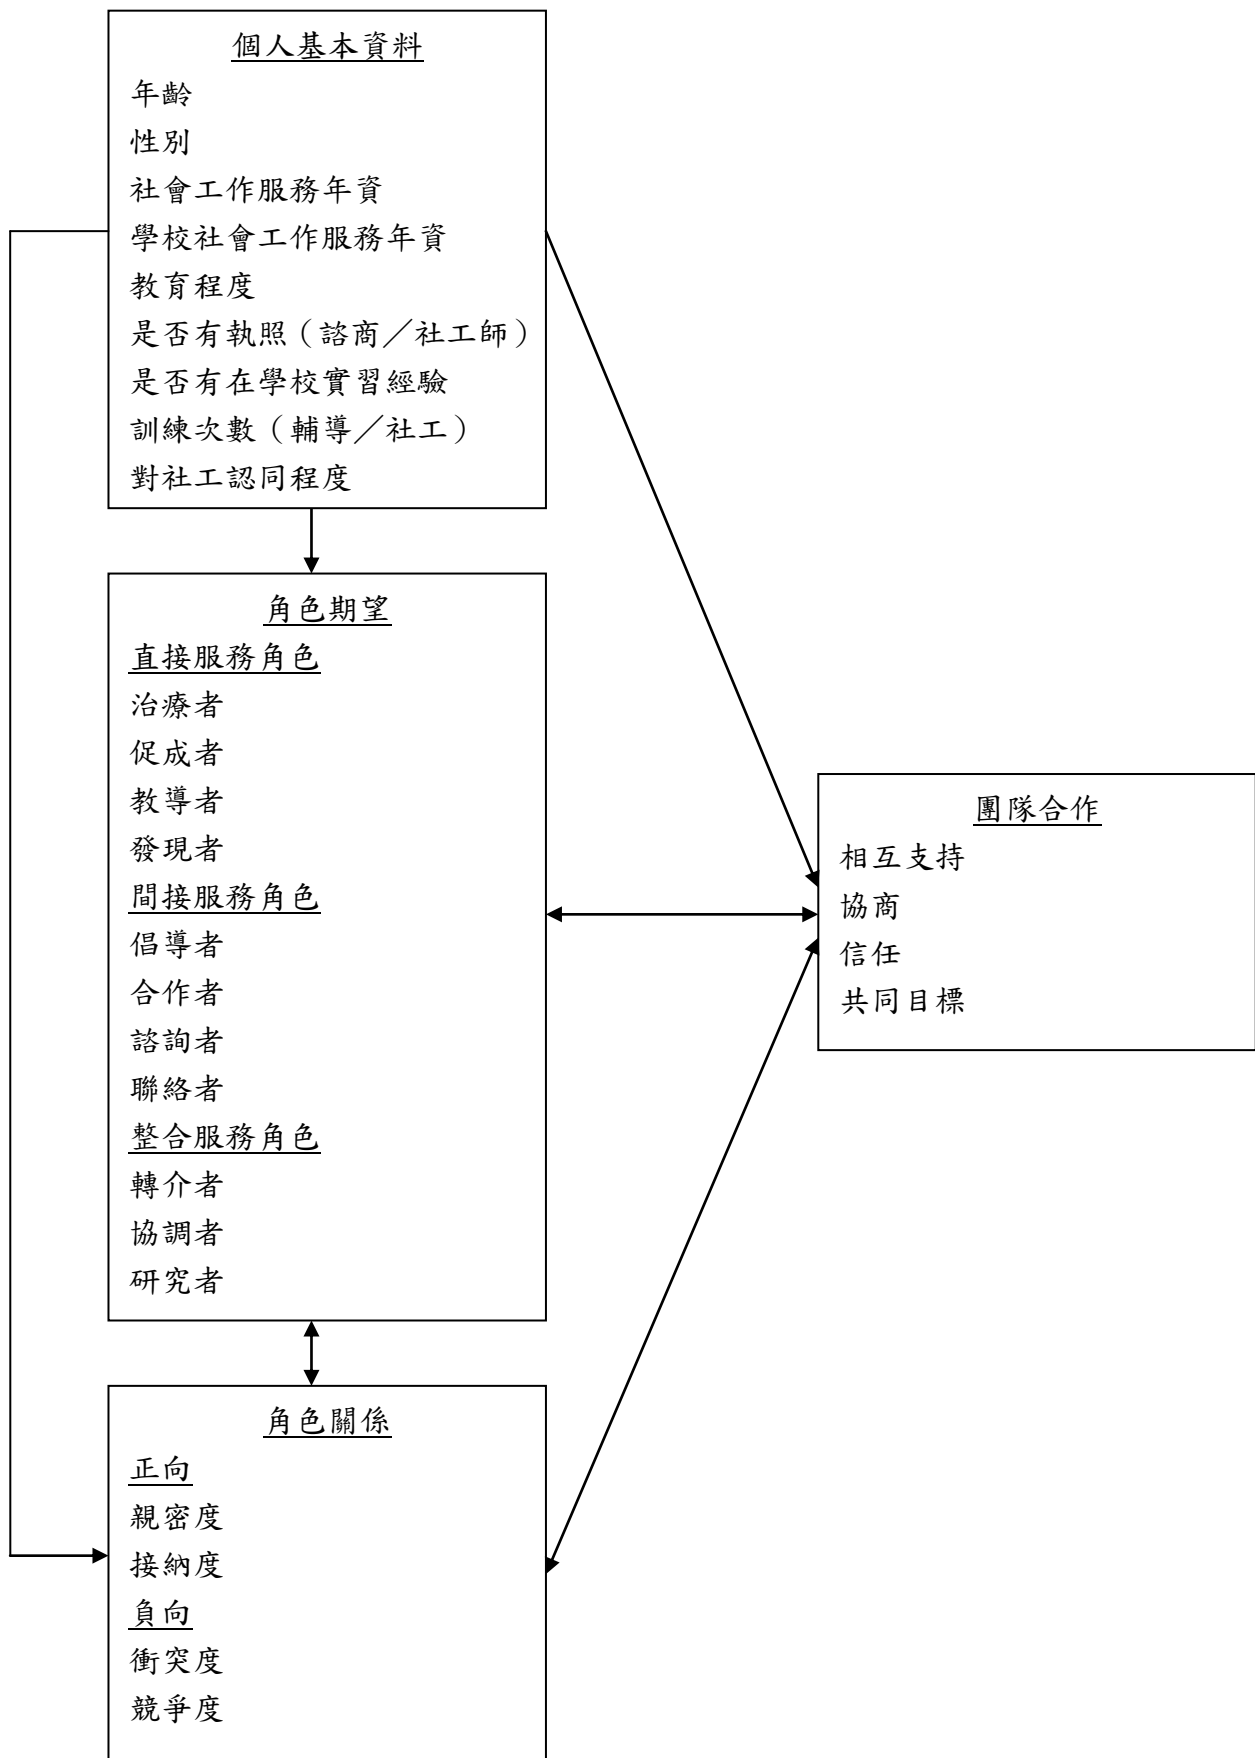 個人基本資料
年齡
性別
社會工作服務年資
學校社會工作服務年資
教育程度
是否有執照（諮商／社工師）
是否有在學校實習經驗
訓練次數（輔導／社工）
對社工認同程度
角色期望
直接服務角色
治療者
促成者
教導者
發現者
間接服務角色
倡導者
合作者
諮詢者
聯絡者
整合服務角色
轉介者
協調者
研究者
團隊合作
相互支持
協商
信任
共同目標
角色關係
正向
親密度
接納度
負向
衝突度
競爭度